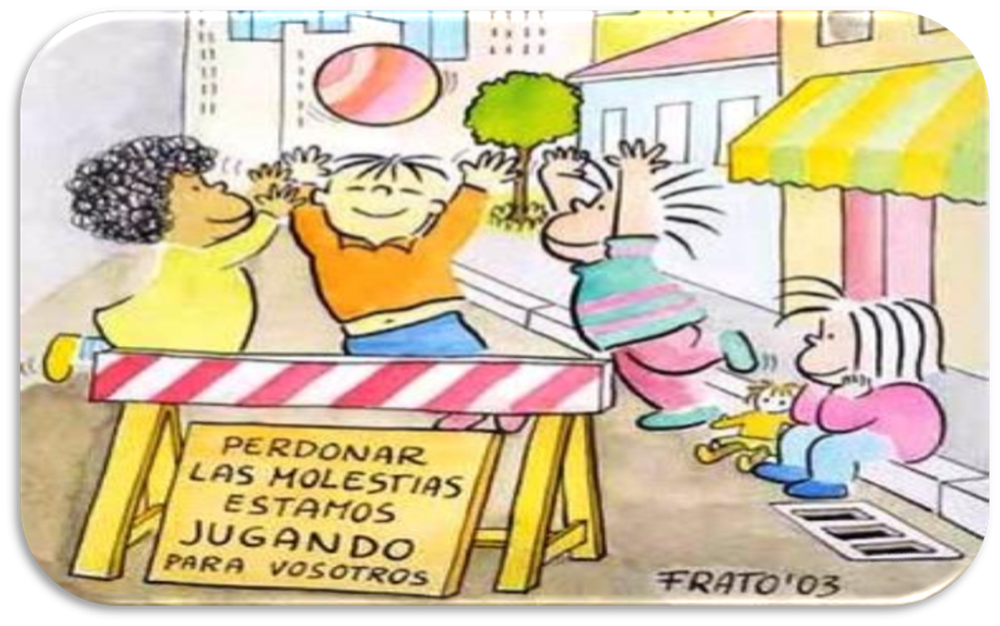 PERDONAR
LAS MOLESTIAS
ESTAMOS
JUGANDO
PARA VOSOTROS
FRATO'03